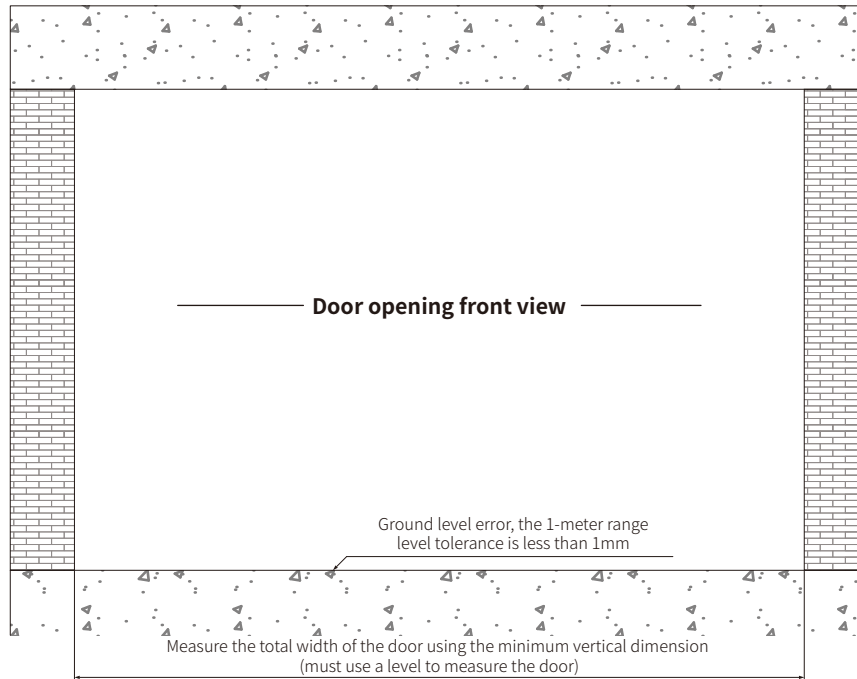 Door opening front view
Ground level error, the 1-meter range
level tolerance is less than 1mm
Measure the total width of the door using the minimum vertical dimension
(must use a level to measure the door)